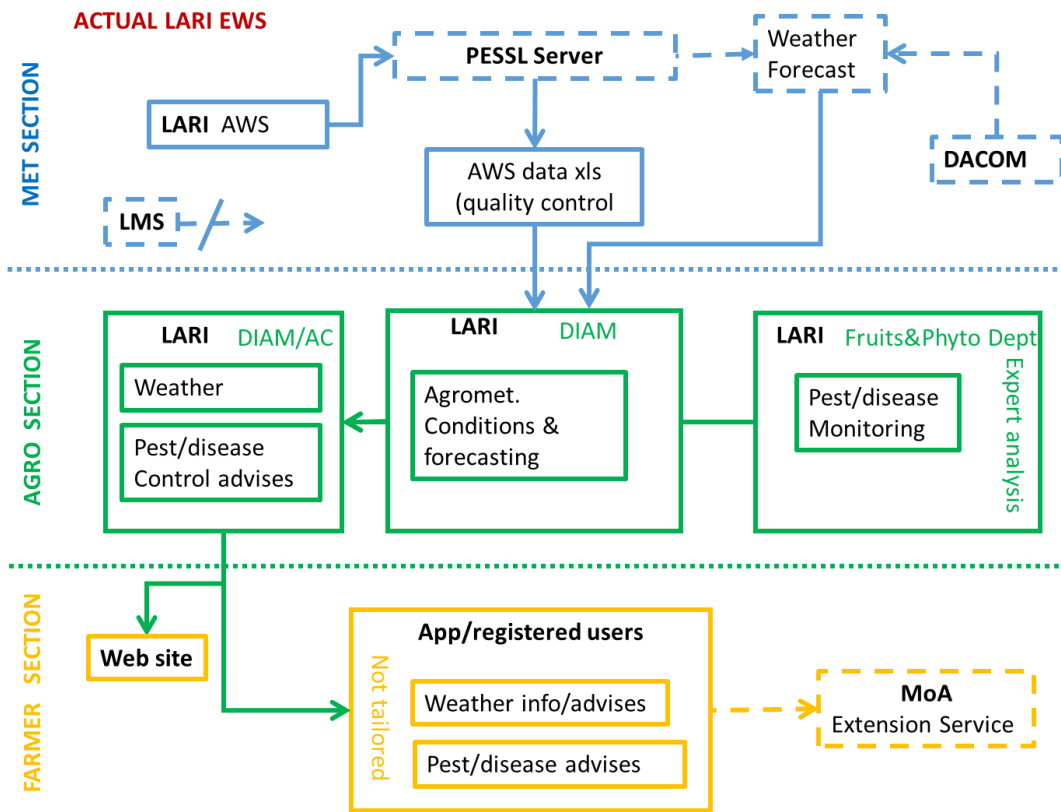 ACTUAL LARI EWS
MET SECTION
PESSL Server
Weather
Forecast
LARI AWS
DACOM
AWS data xls
(quality control
LMS
AGRO SECTION
LARI DIAM/AC
Weather
Pest/disease
Control advises
LARI DIAM
Agromet.
Conditions &
forecasting
LARI Fruits&Phyto Dept
Pest/disease
Monitoring
Expert analysis
FARMER SECTION
Web site
App/registered users
Not tailored
Weather info/advises
Pest/disease advises
MoA
Extension Service